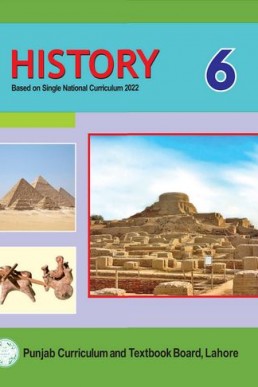 HISTORY 6
Based on Single National Curriculum 2022
Punjab Curriculum and Textbook Board, Lahore